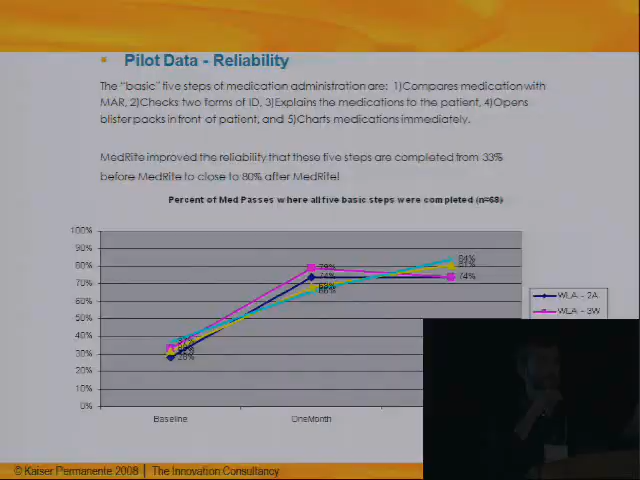 Pilot Data - Reliability
The "basic" five steps of medication administration are: 1)Compares medication with
MAR, 2)Checks two forms of ID, 3)Explains the medications to the patient, 4)Opens
blister packs in front of patient, and 5)Charts medications immediately.
MedRite improved the reliability that these five steps are completed from 33%
before MedRite to close to 80% after MedRite!
Percent of Med Passes where all five basic steps were completed (n=68)
100%
90%
80%
70%
60%
50%
40%
30%
20%
10%
0%
79%
74%
84%
81%
74%
28%
WLA - 2A
WLA - 3W
Baseline
OneMonth
© Kaiser Permanente 2008 | The Innovation Consultancy